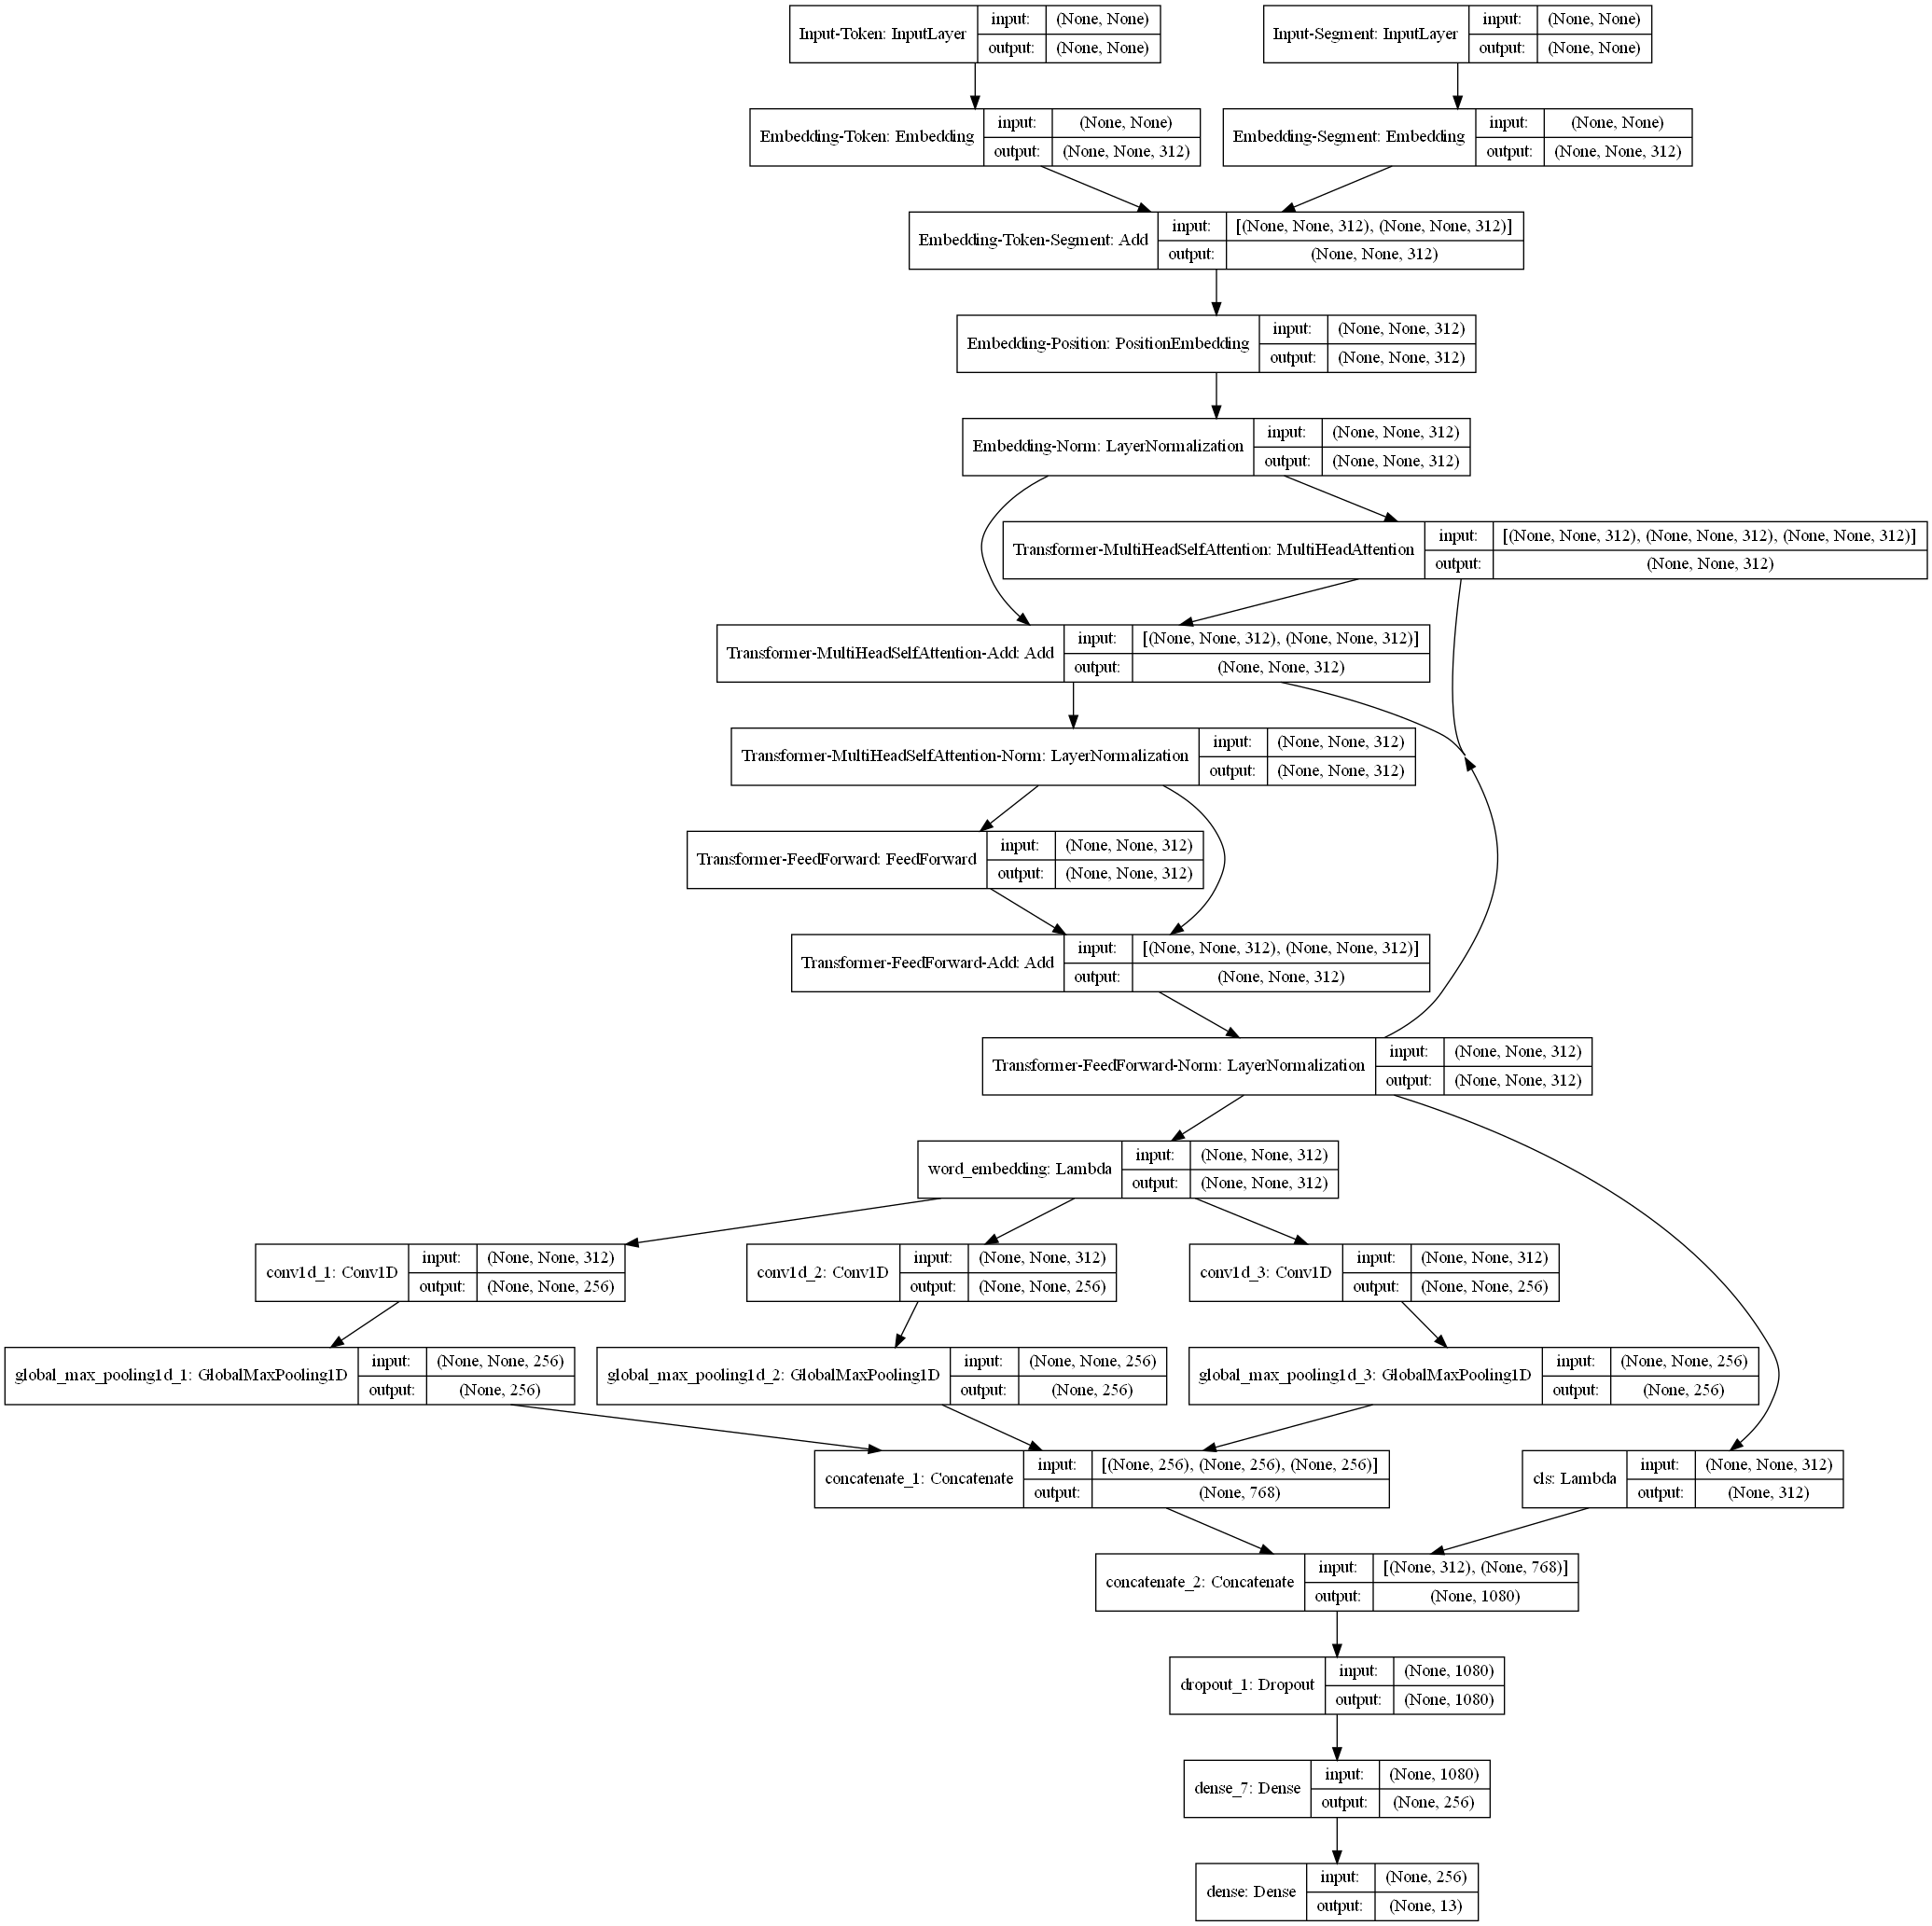 Input-Token: InputLayer
input: (None, None)
output: (None, None)
Input-Segment: InputLayer
input: (None, None)
output: (None, None)
Embedding-Token: Embedding
input: (None, None)
output: (None, None, 312)
Embedding-Segment: Embedding
input: (None, None)
output: (None, None, 312)
Embedding-Token-Segment: Add
input: [(None, None, 312), (None, None, 312)]
output: (None, None, 312)
Embedding-Position: PositionEmbedding
input: (None, None, 312)
output: (None, None, 312)
Embedding-Norm: LayerNormalization
input: (None, None, 312)
output: (None, None, 312)
Transformer-MultiHeadSelfAttention: MultiHeadAttention
input: [(None, None, 312), (None, None, 312), (None, None, 312)]
output: (None, None, 312)
Transformer-MultiHeadSelfAttention-Add: Add
input: [(None, None, 312), (None, None, 312)]
output: (None, None, 312)
Transformer-MultiHeadSelfAttention-Norm: LayerNormalization
input: (None, None, 312)
output: (None, None, 312)
Transformer-FeedForward: FeedForward
input: (None, None, 312)
output: (None, None, 312)
Transformer-FeedForward-Add: Add
input: [(None, None, 312), (None, None, 312)]
output: (None, None, 312)
Transformer-FeedForward-Norm: LayerNormalization
input: (None, None, 312)
output: (None, None, 312)
word_embedding: Lambda
input: (None, None, 312)
output: (None, None, 312)
conv1d_1: Conv1D
input: (None, None, 312)
output: (None, None, 256)
conv1d_2: Conv1D
input: (None, None, 312)
output: (None, None, 256)
conv1d_3: Conv1D
input: (None, None, 312)
output: (None, None, 256)
global_max_pooling1d_1: GlobalMaxPooling1D
input: (None, None, 256)
output: (None, 256)
global_max_pooling1d_2: GlobalMaxPooling1D
input: (None, None, 256)
output: (None, 256)
global_max_pooling1d_3: GlobalMaxPooling1D
input: (None, None, 256)
output: (None, 256)
concatenate_1: Concatenate
input: [(None, 256), (None, 256), (None, 256)]
output: (None, 768)
cls: Lambda
input: (None, None, 312)
output: (None, 312)
concatenate_2: Concatenate
input: [(None, 312), (None, 768)]
output: (None, 1080)
dropout_1: Dropout
input: (None, 1080)
output: (None, 1080)
dense_7: Dense
input: (None, 1080)
output: (None, 256)
dense: Dense
input: (None, 256)
output: (None, 13)